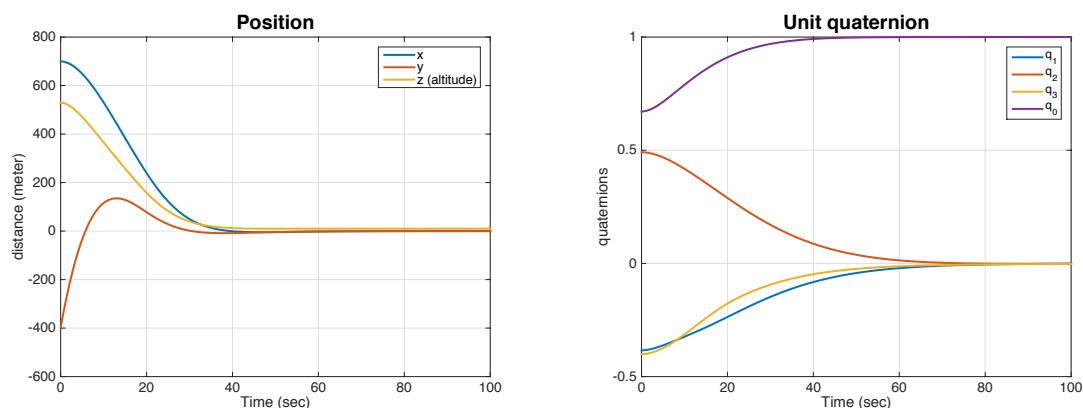 Position
800
600
400
200
0
-200
-400
-600
distance (meter)
0
20
40
60
80
100
Time (sec)
x
y
z (altitude)
Unit quaternion
1
0.5
0
-0.5
quaternions
0
20
40
60
80
100
Time (sec)
q1
q2
q3
q0